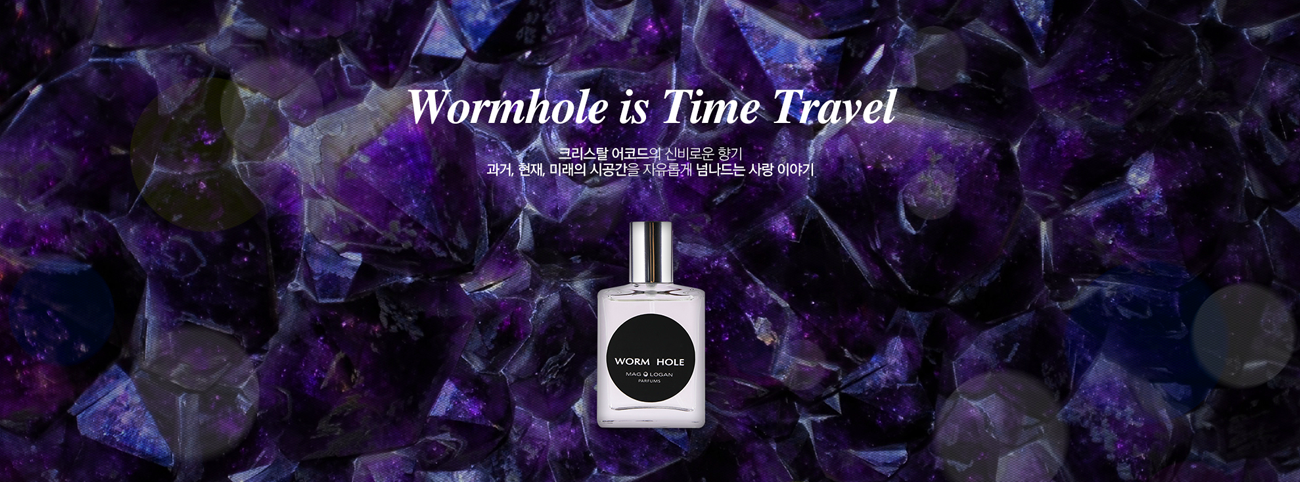 Wormhole is Time Travel
크리스탈 어코드의 신비로운 향기
과거, 현재, 미래의 시공간을 자유롭게 넘나드는 사랑 이야기
WORM HOLE
MAG LOGAN
PARFUMS